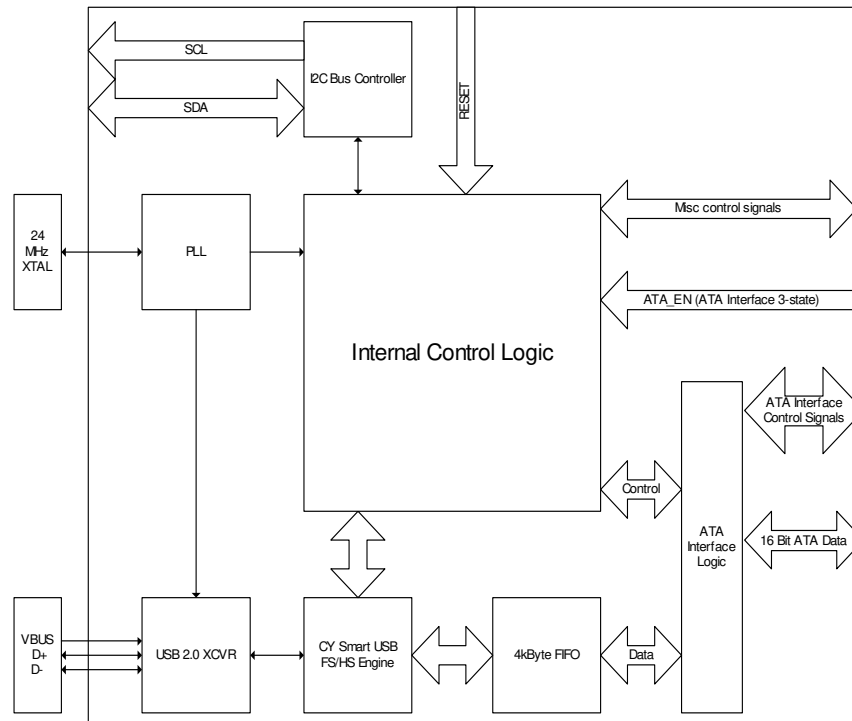 SCL
I2C Bus Controller
SDA
RESET
24
MHz
XTAL
PLL
Misc control signals
ATA_EN (ATA Interface 3-state)
Internal Control Logic
ATA Interface
Control Signals
Control
ATA
Interface
Logic
16 Bit ATA Data
VBUS
D+
D-
USB 2.0 XCVR
CY Smart USB
FS/HS Engine
4kByte FIFO
Data